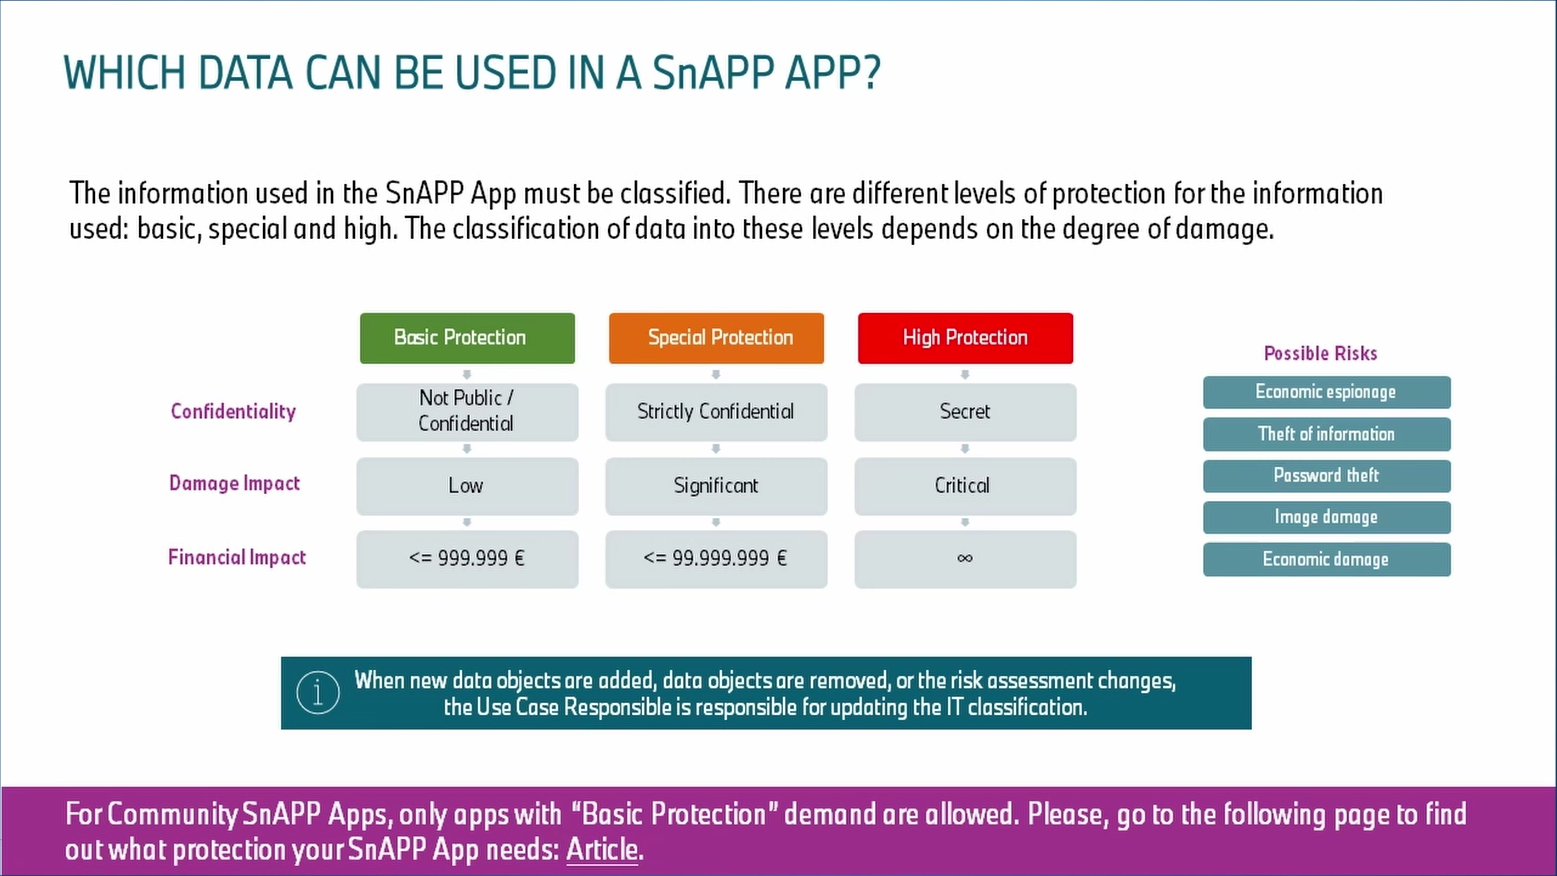 WHICH DATA CAN BE USED IN A SnAPP APP?
The information used in the SnAPP App must be classified. There are different levels of protection for the information
used: basic, special and high. The classification of data into these levels depends on the degree of damage.
Basic Protection
Special Protection
High Protection
Confidentiality
Not Public /
Confidential
Strictly Confidential
Secret
Damage Impact
Low
Significant
Critical
Financial Impact
<= 999.999 €
<= 99.999.999 €
∞
Possible Risks
Economic espionage
Theft of information
Password theft
Image damage
Economic damage
i
When new data objects are added, data objects are removed, or the risk assessment changes,
the Use Case Responsible is responsible for updating the IT classification.
For Community SnAPP Apps, only apps with “Basic Protection” demand are allowed. Please, go to the following page to find
out what protection your SnAPP App needs: Article.